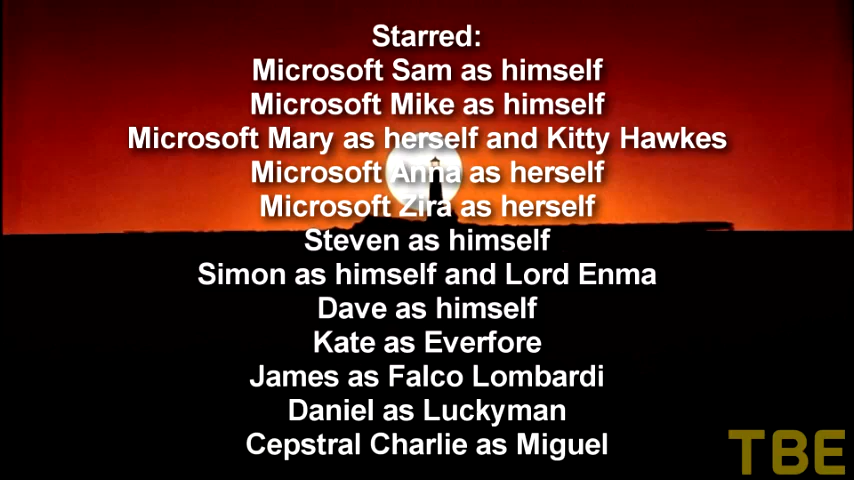 Starred:
Microsoft Sam as himself
Microsoft Mike as himself
Microsoft Mary as herself and Kitty Hawkes
Microsoft Anna as herself
Microsoft Zira as herself
Steven as himself
Simon as himself and Lord Enma
Dave as himself
Kate as Everfore
James as Falco Lombardi
Daniel as Luckyman
Cepstral Charlie as Miguel
TBE